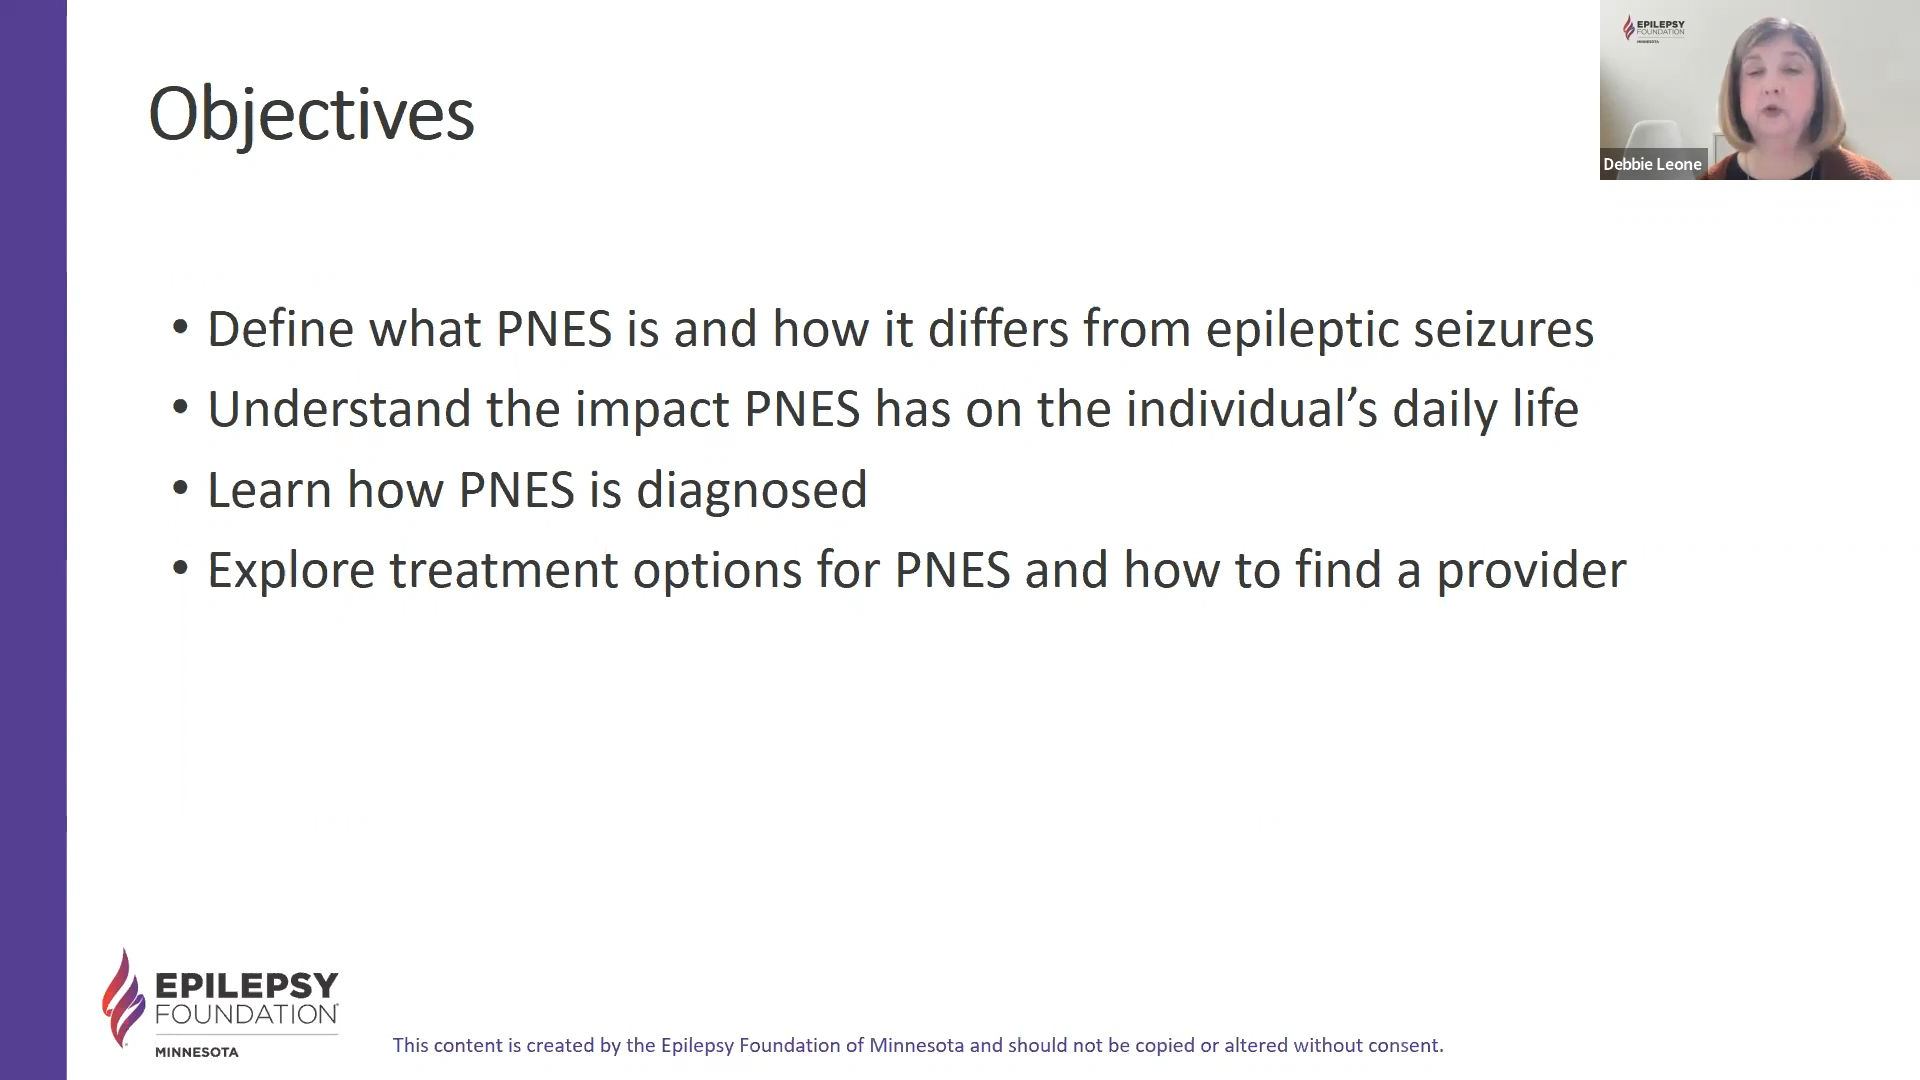 Objectives
EPILEPSY
FOUNDATION
MINNESOTA
Debbie Leone
• Define what PNES is and how it differs from epileptic seizures
• Understand the impact PNES has on the individual’s daily life
• Learn how PNES is diagnosed
• Explore treatment options for PNES and how to find a provider
EPILEPSY
FOUNDATION
MINNESOTA
This content is created by the Epilepsy Foundation of Minnesota and should not be copied or altered without consent.